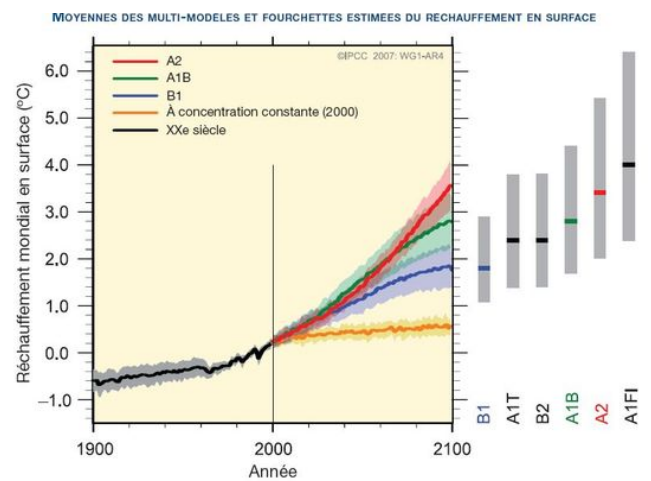 MOYENNES DES MULTI-MODELES ET FOURCHETTES ESTIMEES DU RECHAUFFEMENT EN SURFACE
©IPCC 2007: WG1-AR4
A2
A1B
B1
À concentration constante (2000)
XXe siècle
Réchauffement mondial en surface (°C)
6.0
5.0
4.0
3.0
2.0
1.0
0.0
−1.0
1900
2000
2100
Année
B1
A1T
B2
A1B
A2
A1FI